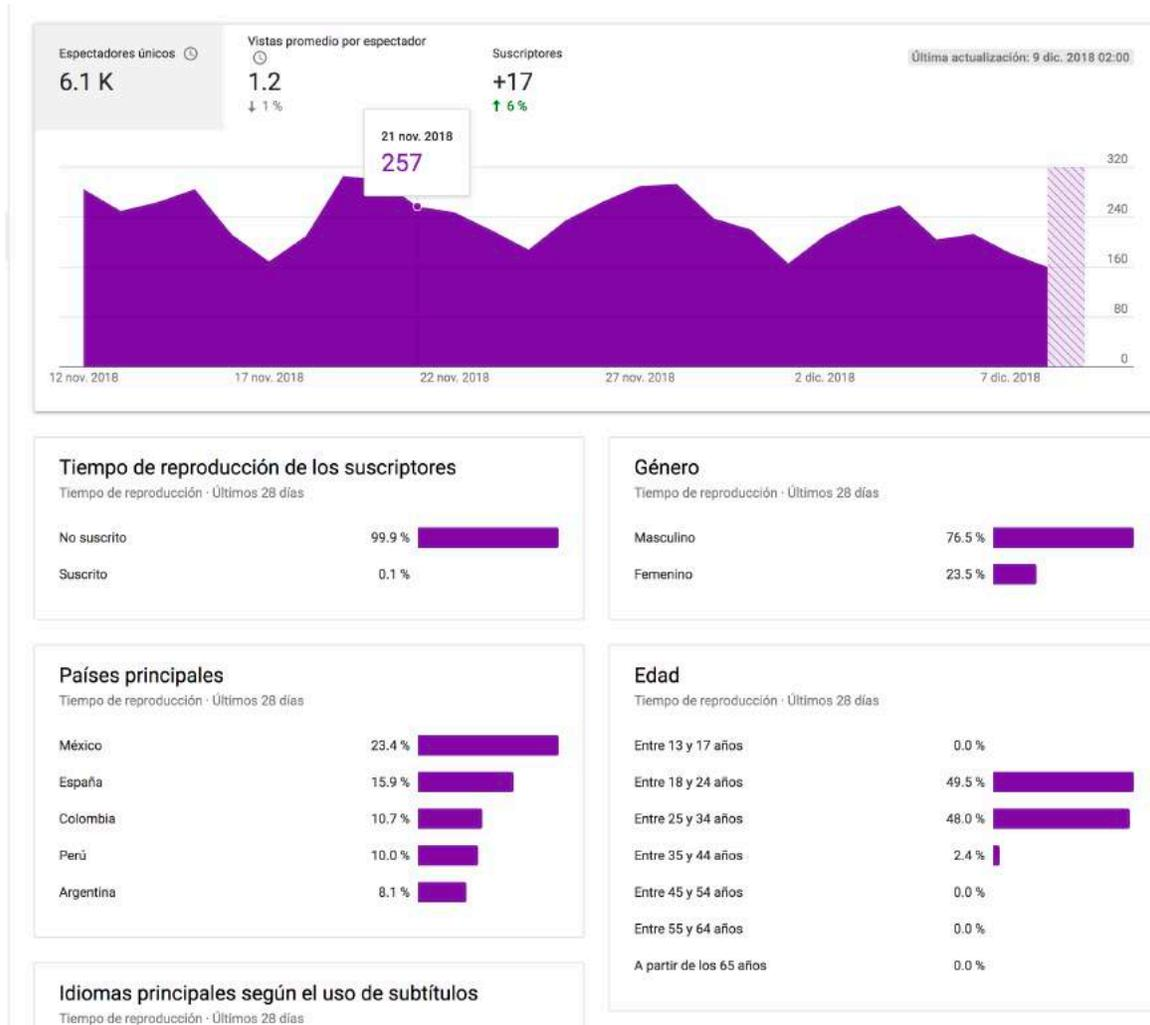 Espectadores únicos
6.1 K
Vistas promedio por espectador
1.2
↓ 1 %
Suscriptores
+17
↑ 6 %
Última actualización: 9 dic. 2018 02:00
21 nov. 2018
257
320
240
160
80
0
12 nov. 2018
17 nov. 2018
22 nov. 2018
27 nov. 2018
2 dic. 2018
7 dic. 2018
Tiempo de reproducción de los suscriptores
Tiempo de reproducción · Últimos 28 días
No suscrito 99.9 %
Suscrito 0.1 %
Género
Tiempo de reproducción · Últimos 28 días
Masculino 76.5 %
Femenino 23.5 %
Países principales
Tiempo de reproducción · Últimos 28 días
México 23.4 %
España 15.9 %
Colombia 10.7 %
Perú 10.0 %
Argentina 8.1 %
Edad
Tiempo de reproducción · Últimos 28 días
Entre 13 y 17 años 0.0 %
Entre 18 y 24 años 49.5 %
Entre 25 y 34 años 48.0 %
Entre 35 y 44 años 2.4 %
Entre 45 y 54 años 0.0 %
Entre 55 y 64 años 0.0 %
A partir de los 65 años 0.0 %
Idiomas principales según el uso de subtítulos
Tiempo de reproducción · Últimos 28 días